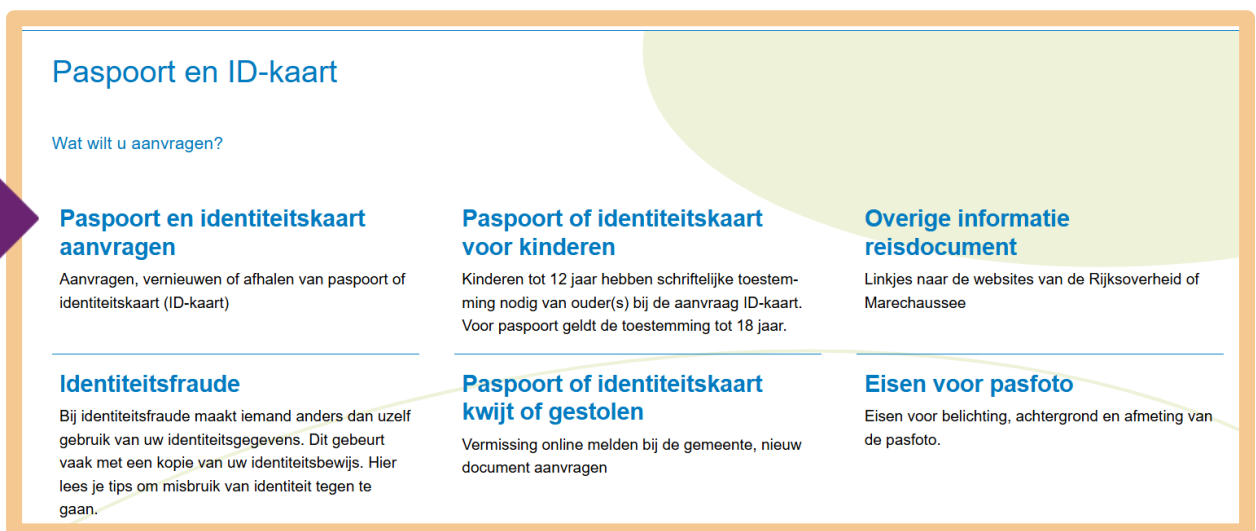 Paspoort en ID-kaart
Wat wilt u aanvragen?
Paspoort en identiteitskaart
aanvragen
Aanvragen, vernieuwen of afhalen van paspoort of
identiteitskaart (ID-kaart)
Paspoort of identiteitskaart
voor kinderen
Kinderen tot 12 jaar hebben schriftelijke toestem-
ming nodig van ouder(s) bij de aanvraag ID-kaart.
Voor paspoort geldt de toestemming tot 18 jaar.
Overige informatie
reisdocument
Linkjes naar de websites van de Rijksoverheid of
Marechaussee
Identiteitsfraude
Bij identiteitsfraude maakt iemand anders dan uzelf
gebruik van uw identiteitsgegevens. Dit gebeurt
vaak met een kopie van uw identiteitsbewijs. Hier
lees je tips om misbruik van identiteit tegen te
gaan.
Paspoort of identiteitskaart
kwijt of gestolen
Vermissing online melden bij de gemeente, nieuw
document aanvragen
Eisen voor pasfoto
Eisen voor belichting, achtergrond en afmeting van
de pasfoto.